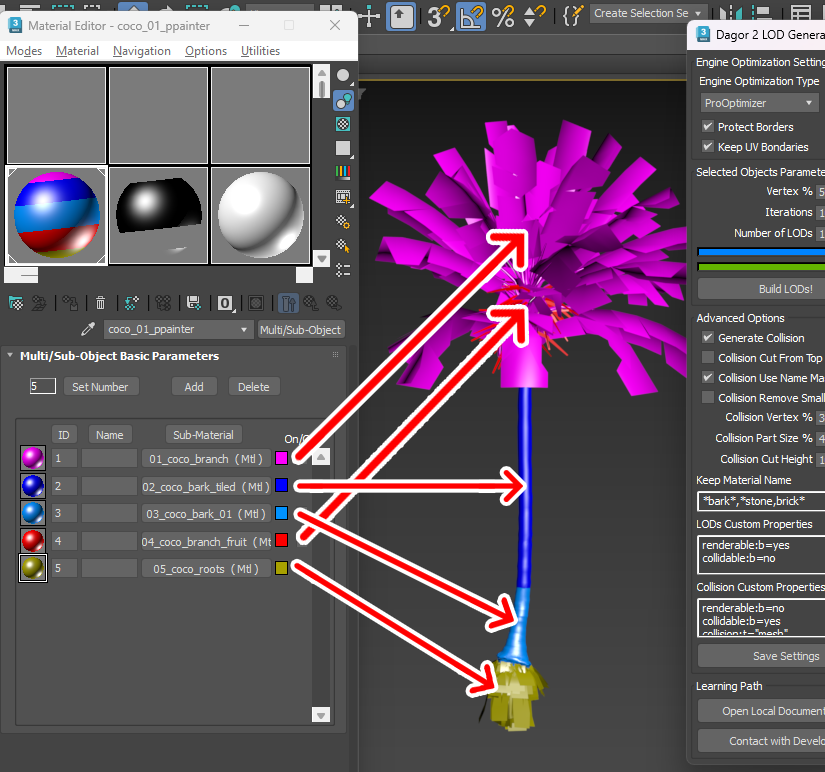 Material Editor - coco_01_ppainter
Modes Material Navigation Options Utilities
coco_01_ppainter
Multi/Sub-Object
Multi/Sub-Object Basic Parameters
5
Set Number
Add
Delete
ID
Name
Sub-Material
On/
1
01_coco_branch (Mtl)
2
02_coco_bark_tiled (Mtl)
3
03_coco_bark_01 (Mtl)
4
04_coco_branch_fruit (Mt
5
05_coco_roots (Mtl)
Create Selection Se
Dagor 2 LOD Genera
Engine Optimization Setting
Engine Optimization Type
ProOptimizer
Protect Borders
Keep UV Bondaries
Selected Objects Paramete
Vertex % 5
Iterations 1
Number of LODs 1
Build LODs!
Advanced Options
Generate Collision
Collision Cut From Top
Collision Use Name Ma
Collision Remove Small
Collision Vertex % 3
Collision Part Size % 4
Collision Cut Height 1
Keep Material Name
*bark*,*stone,brick*
LODs Custom Properties
renderable:b=yes
collidable:b=no
Collision Custom Properties
renderable:b=no
collidable:b=yes
collision:t="mesh"
Save Settings
Learning Path
Open Local Document
Contact with Develo